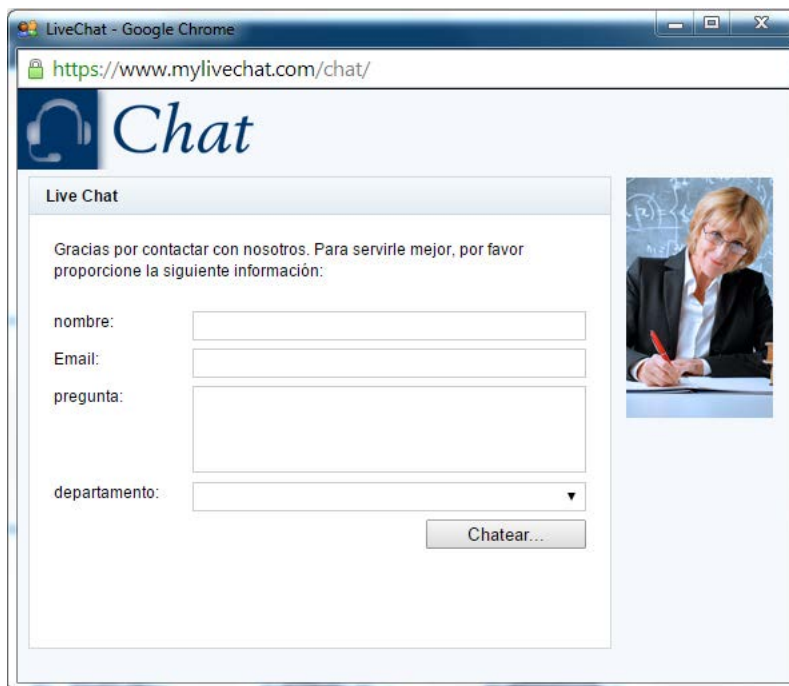 LiveChat - Google Chrome
https://www.mylivechat.com/chat/
Chat
Live Chat
Gracias por contactar con nosotros. Para servirle mejor, por favor
proporcione la siguiente información:
nombre:
Email:
pregunta:
departamento:
Chatear...